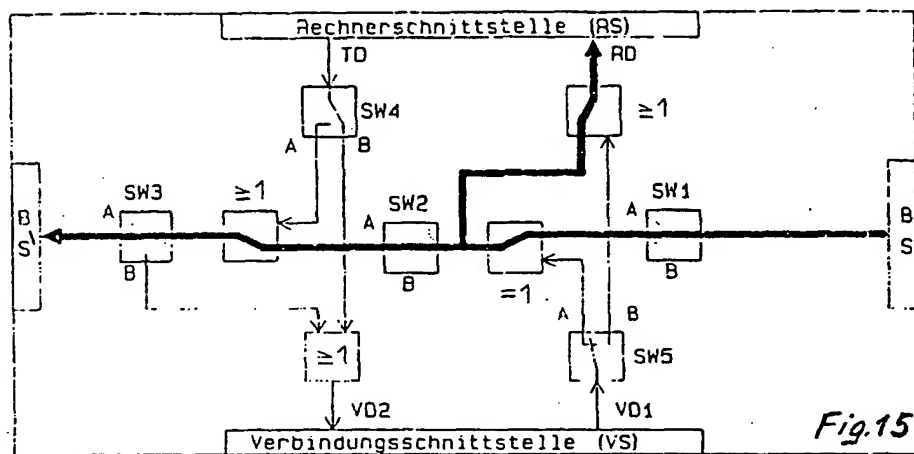 Rechnerschnittstelle (RS)
TD
RD
SW4
≥1
A
B
SW3
A
≥1
SW2
A
SW1
A
B
S
B
S
B
B
=1
B
A
B
≥1
SW5
VD2
VD1
Verbindungsschnittstelle (VS)
Fig.15